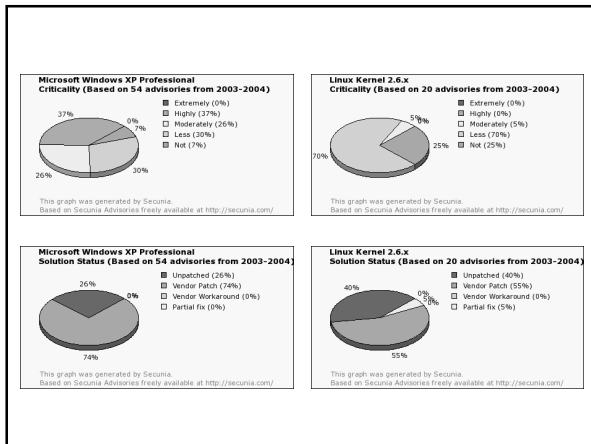 Microsoft Windows XP Professional
Criticality (Based on 54 advisories from 2003-2004)
Extremely (0%)
Highly (37%)
Moderately (26%)
Less (30%)
Not (7%)
37%
0%
7%
30%
26%
This graph was generated by Secunia.
Based on Secunia Advisories freely available at http://secunia.com/
Linux Kernel 2.6.x
Criticality (Based on 20 advisories from 2003-2004)
Extremely (0%)
Highly (0%)
Moderately (5%)
Less (70%)
Not (25%)
5%
0%
0%
25%
70%
This graph was generated by Secunia.
Based on Secunia Advisories freely available at http://secunia.com/
Microsoft Windows XP Professional
Solution Status (Based on 54 advisories from 2003-2004)
Unpatched (26%)
Vendor Patch (74%)
Vendor Workaround (0%)
Partial fix (0%)
26%
0%
0%
74%
This graph was generated by Secunia.
Based on Secunia Advisories freely available at http://secunia.com/
Linux Kernel 2.6.x
Solution Status (Based on 20 advisories from 2003-2004)
Unpatched (40%)
Vendor Patch (55%)
Vendor Workaround (0%)
Partial fix (5%)
40%
0%
5%
0%
55%
This graph was generated by Secunia.
Based on Secunia Advisories freely available at http://secunia.com/